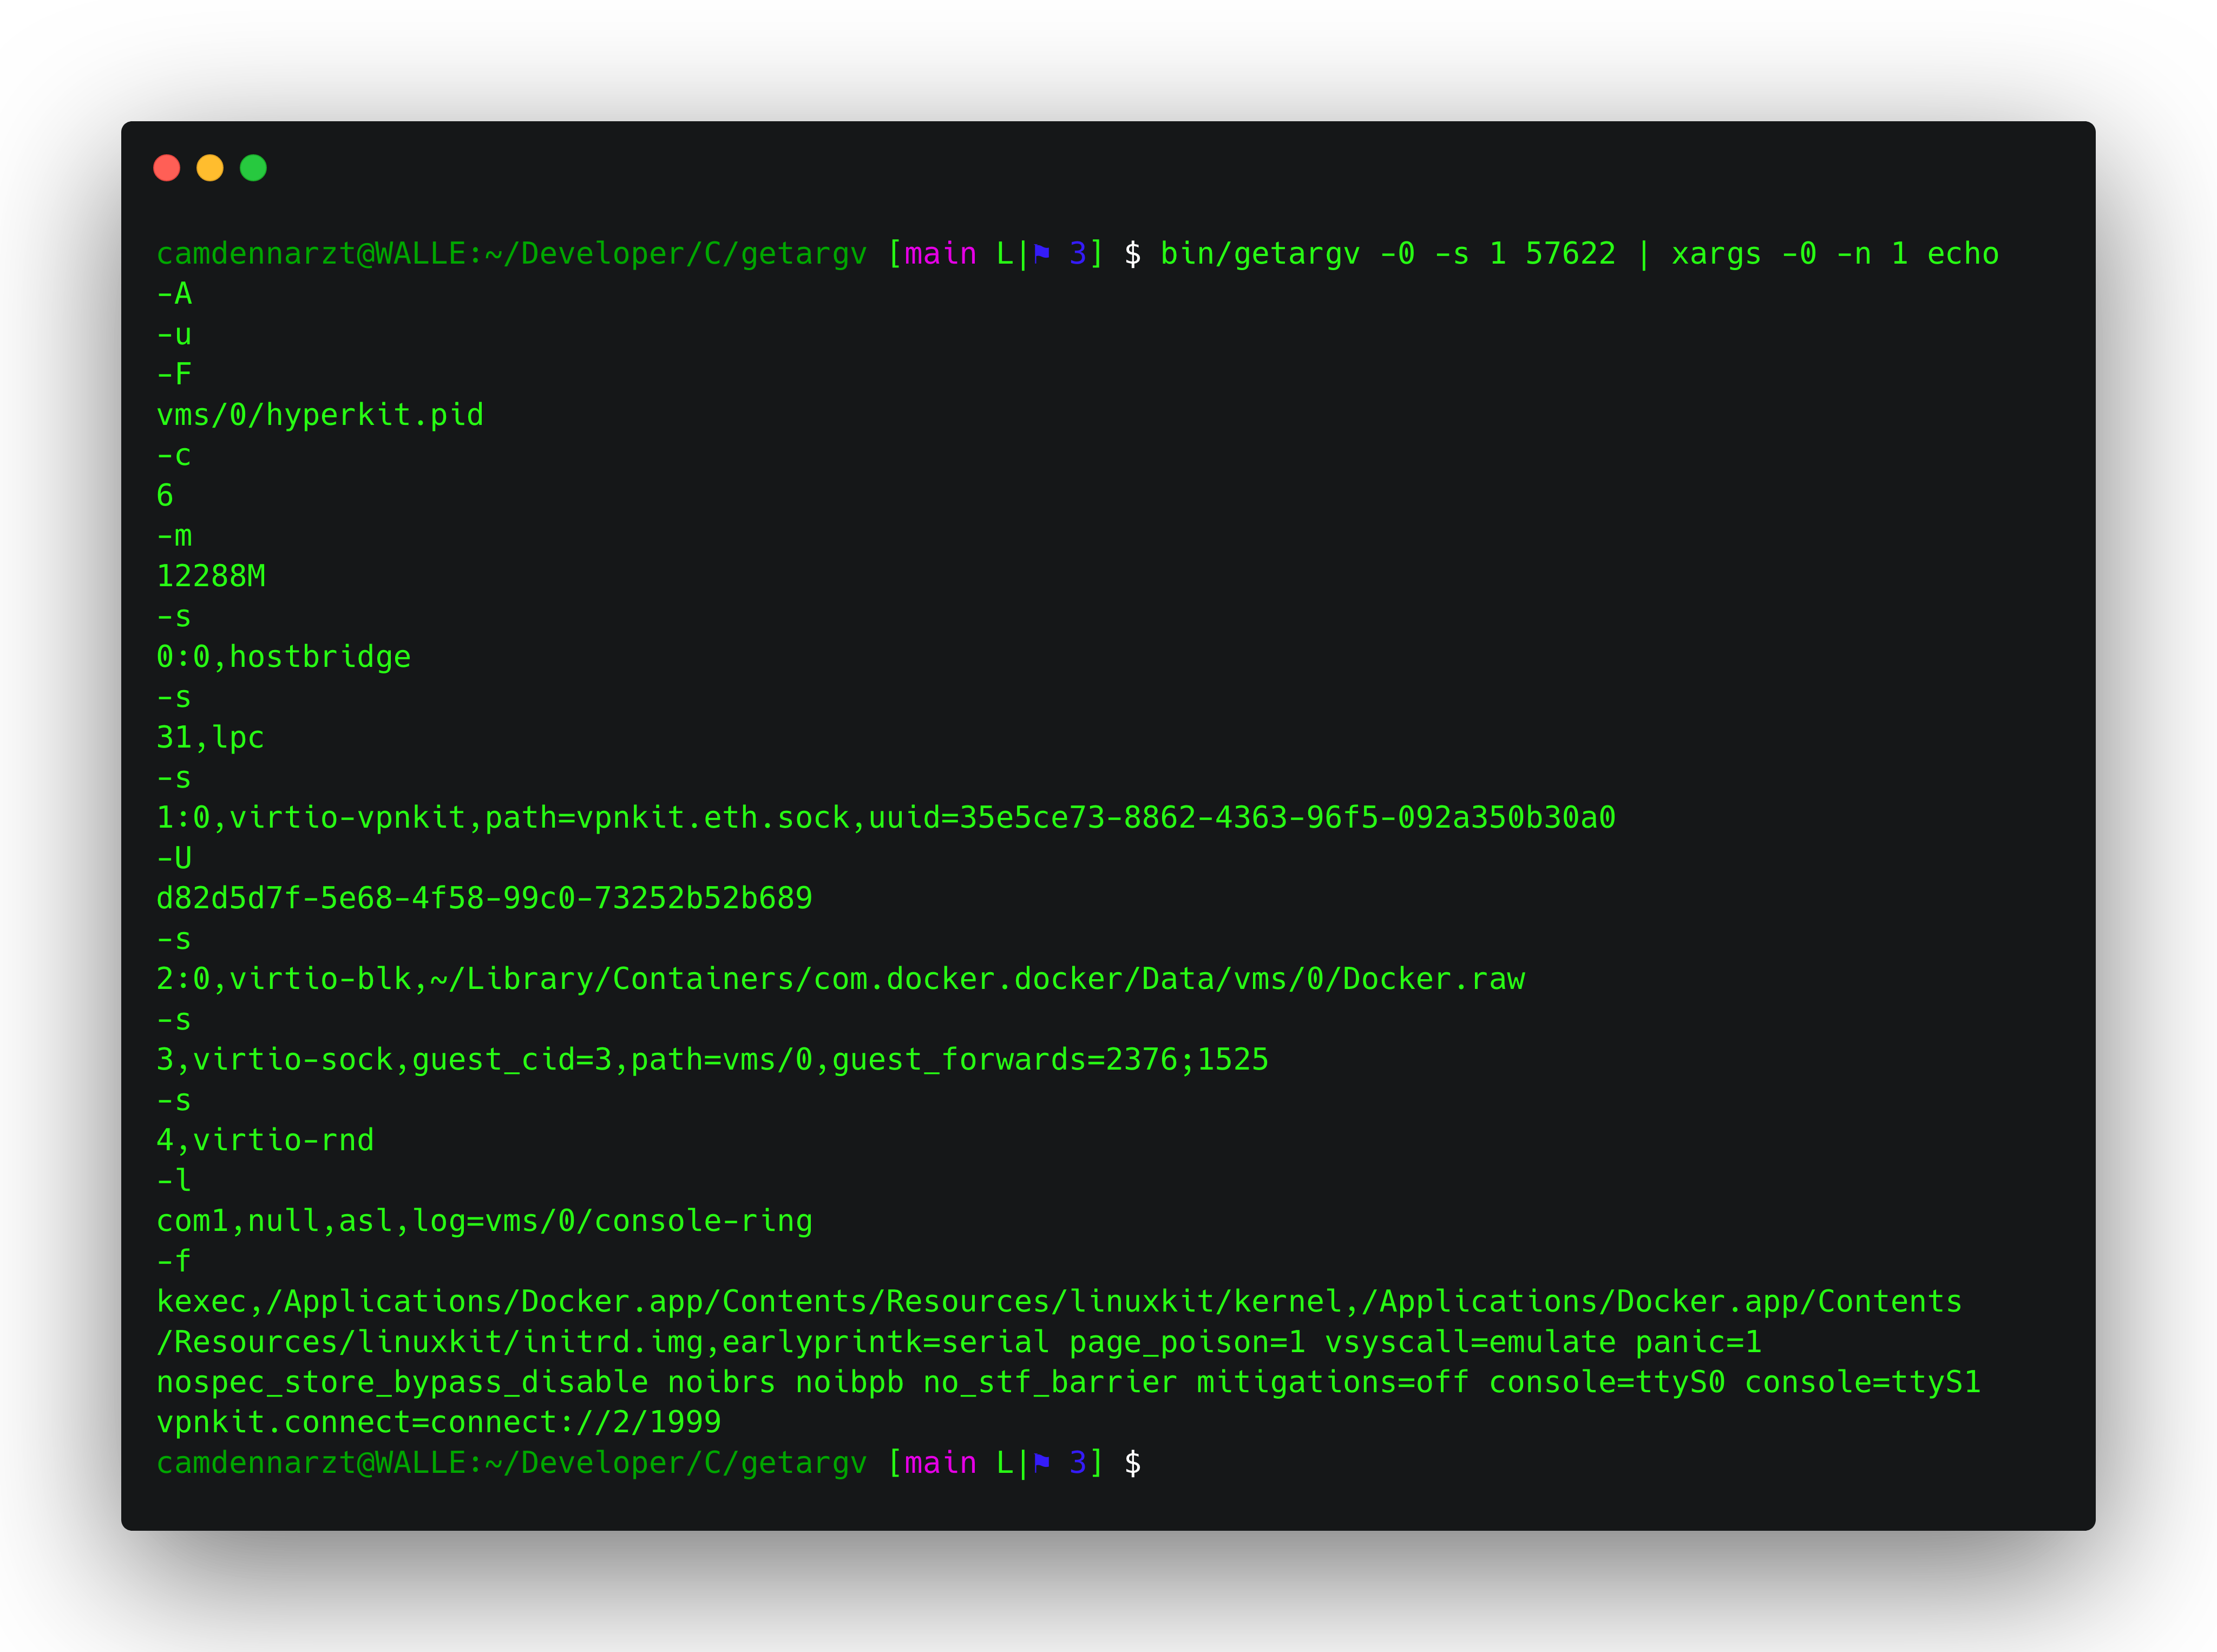 camdennarzt@WALLE:~/Developer/C/getargv [main L|⚑ 3] $ bin/getargv -0 -s 1 57622 | xargs -0 -n 1 echo
-A
-u
-F
vms/0/hyperkit.pid
-c
6
-m
12288M
-s
0:0,hostbridge
-s
31,lpc
-s
1:0,virtio-vpnkit,path=vpnkit.eth.sock,uuid=35e5ce73-8862-4363-96f5-092a350b30a0
-U
d82d5d7f-5e68-4f58-99c0-73252b52b689
-s
2:0,virtio-blk,~/Library/Containers/com.docker.docker/Data/vms/0/Docker.raw
-s
3,virtio-sock,guest_cid=3,path=vms/0,guest_forwards=2376;1525
-s
4,virtio-rnd
-l
com1,null,asl,log=vms/0/console-ring
-f
kexec,/Applications/Docker.app/Contents/Resources/linuxkit/kernel,/Applications/Docker.app/Contents
/Resources/linuxkit/initrd.img,earlyprintk=serial page_poison=1 vsyscall=emulate panic=1
nospec_store_bypass_disable noibrs noibpb no_stf_barrier mitigations=off console=ttyS0 console=ttyS1
vpnkit.connect=connect://2/1999
camdennarzt@WALLE:~/Developer/C/getargv [main L|⚑ 3] $